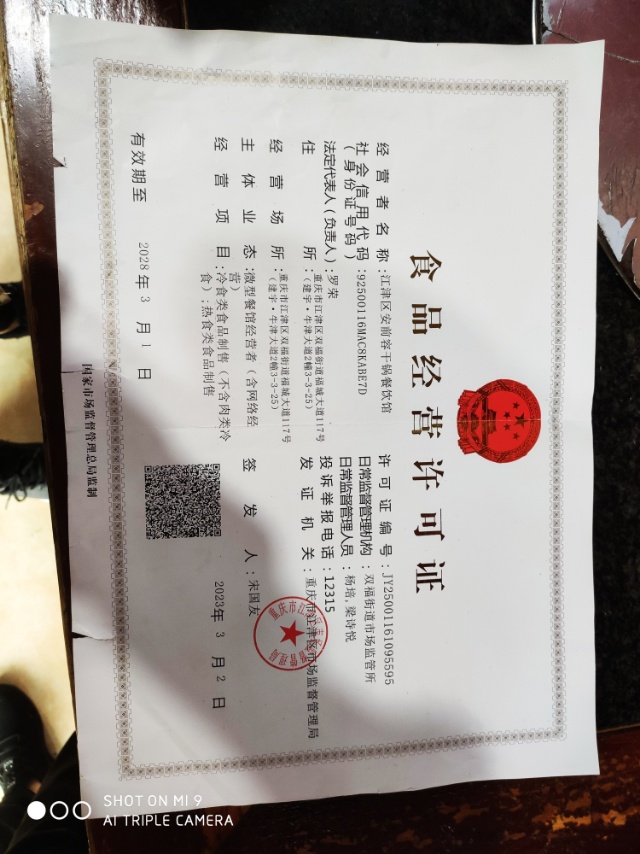 食品经营许可证
经营者名称：江津区安前容干锅餐饮馆
社会信用代码：92500116MAC8KABE7D
（身份证号码）
法定代表人（负责人）：罗荣
住所：重庆市江津区双福街道福城大道117号
（建宇·牛津大道2幢3-3-25）
经营场所：重庆市江津区双福街道福城大道117号
（建宇·牛津大道2幢3-3-25）
主体业态：微型餐馆经营者（含网络经
营）
经营项目：冷食类食品制售（不含肉类冷
食）；热食类食品制售
有效期至 2028年3月1日
许可证编号：JY25001161095595
日常监督管理机构：双福街道市场监管所
日常监督管理人员：杨培，梁诗悦
投诉举报电话：12315
发证机关：重庆市江津区市场监督管理局
签发人：宋国友
2023年3月2日
国家市场监督管理总局监制
SHOT ON MI 9
AI TRIPLE CAMERA